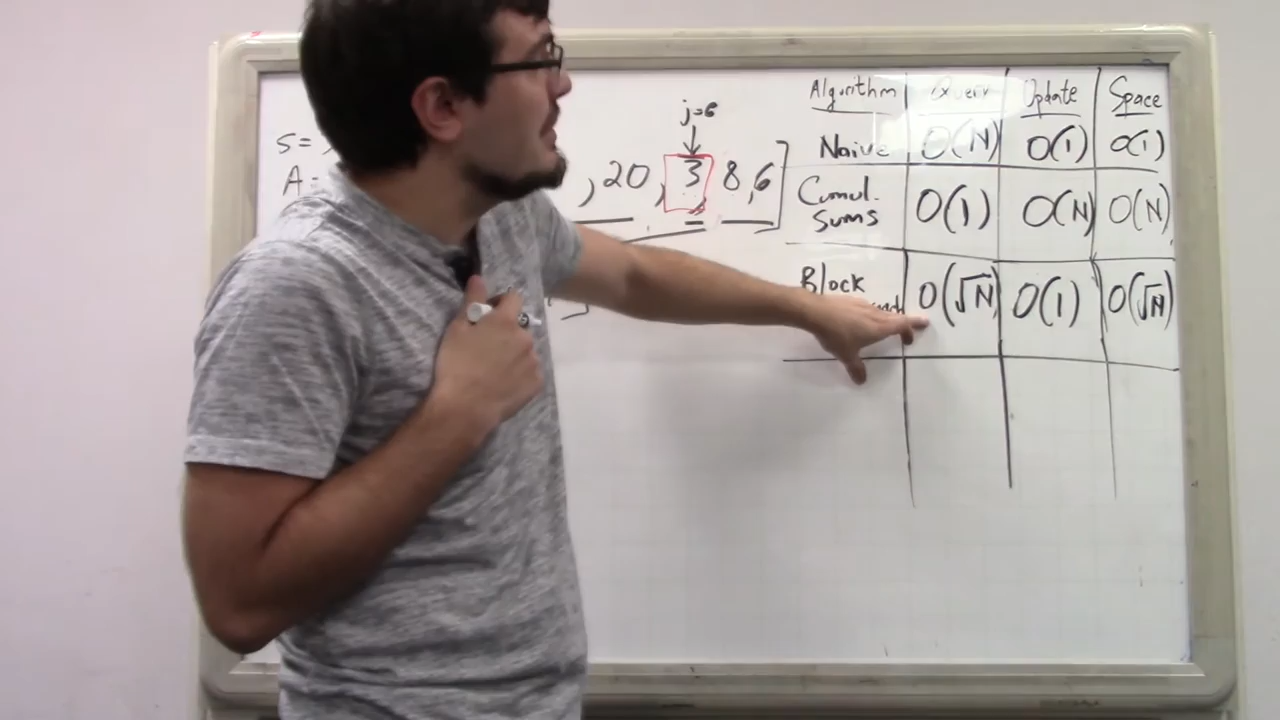 s=
A=
j=6
, 20, 3, 8, 6]
Algorithm Query Update Space
Naive O(N) O(1) O(1)
Cumul. Sums O(1) O(N) O(N)
Block O(√N) O(1) O(√N)